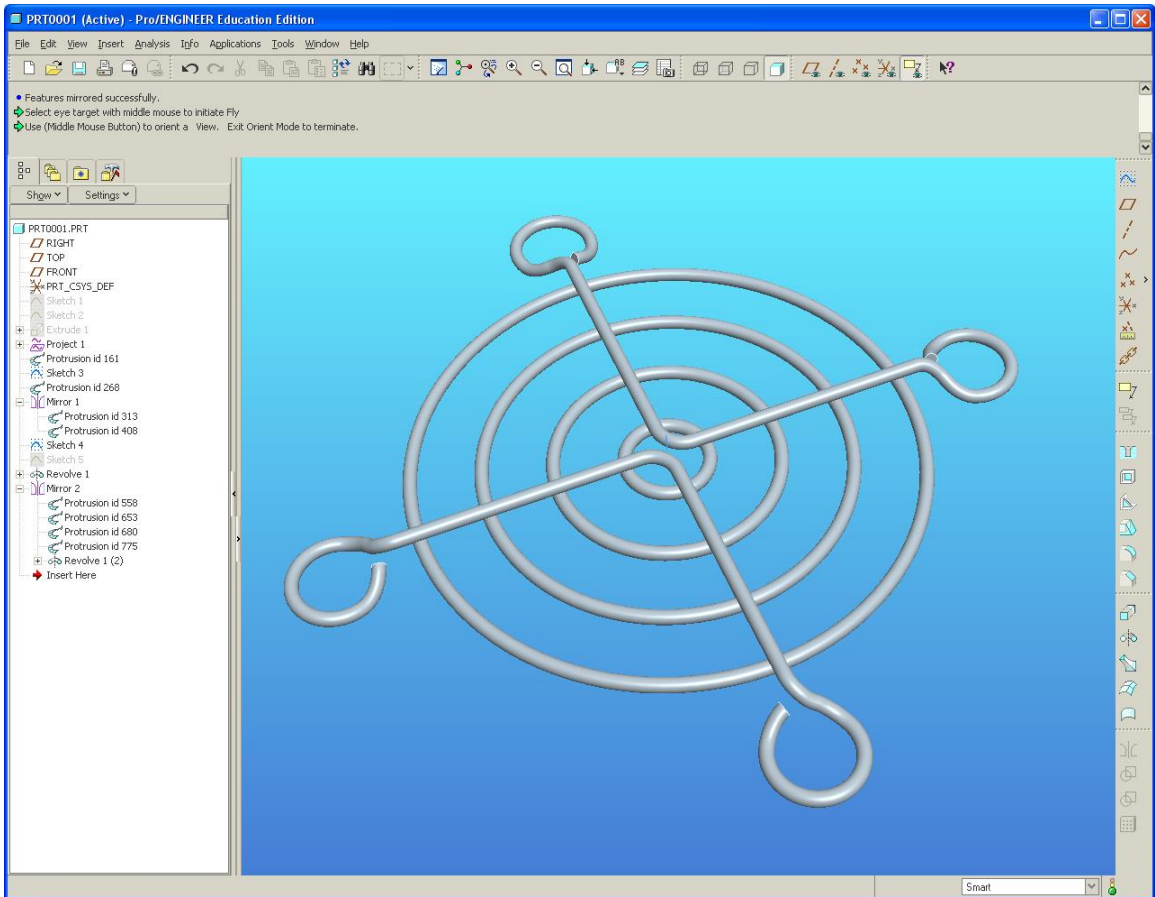 PRT0001 (Active) - Pro/ENGINEER Education Edition
File Edit View Insert Analysis Info Applications Tools Window Help
Features mirrored successfully.
Select eye target with middle mouse to initiate Fly
Use (Middle Mouse Button) to orient a View. Exit Orient Mode to terminate.
Show Settings
PRT0001.PRT
RIGHT
TOP
FRONT
PRT_CSYS_DEF
Sketch 1
Sketch 2
Extrude 1
Project 1
Protrusion id 161
Sketch 3
Protrusion id 268
Mirror 1
Protrusion id 313
Protrusion id 408
Sketch 4
Sketch 5
Revolve 1
Mirror 2
Protrusion id 558
Protrusion id 653
Protrusion id 680
Protrusion id 775
Revolve 1 (2)
Insert Here
Smart